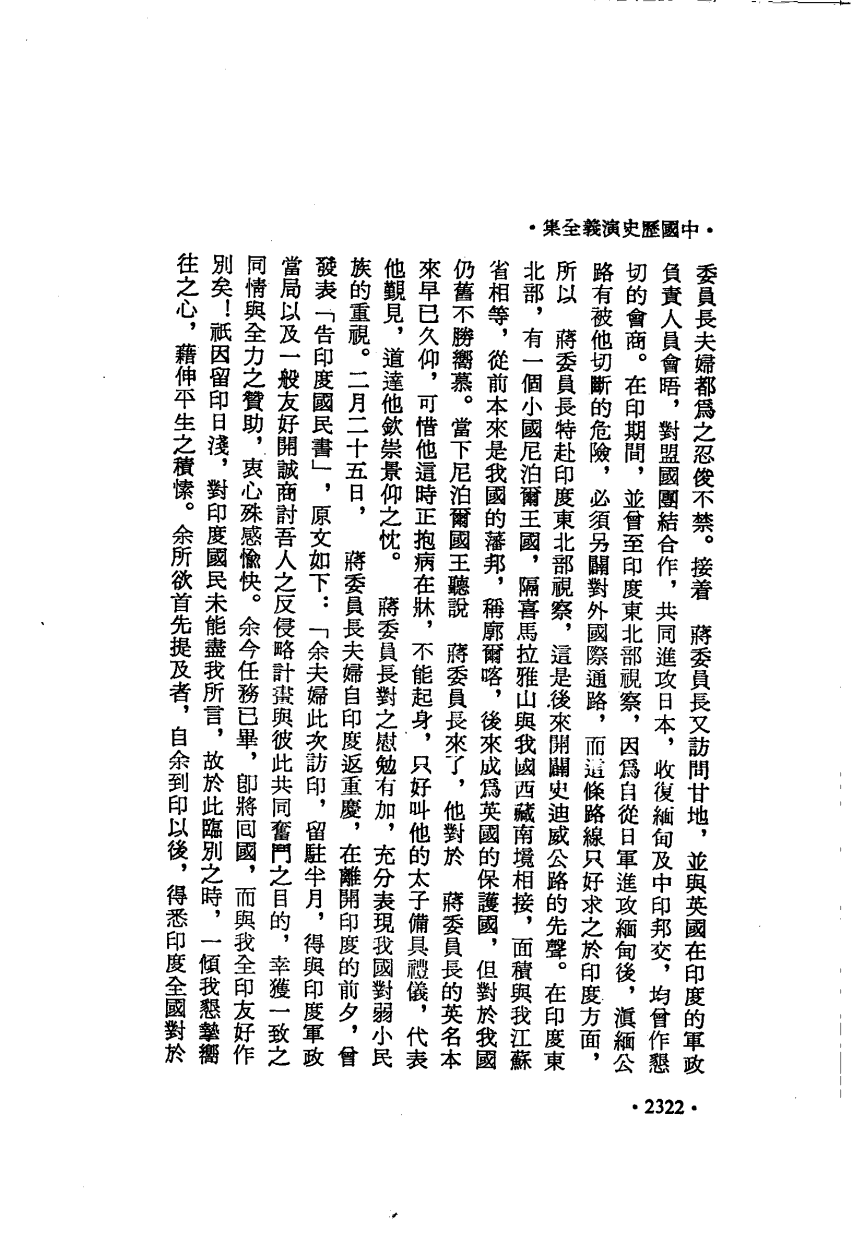 ·中國歷史演義全集·
委員長夫婦都爲之忍俊不禁。接着　蔣委員長又訪問甘地，並與英國在印度的軍政
負責人員會晤，對盟國團結合作，共同進攻日本，收復緬甸及中印邦交，均曾作懇
切的會商。在印期間，並曾至印度東北部視察，因爲自從日軍進攻緬甸後，滇緬公
路有被他切斷的危險，必須另闢對外國際通路，而這條路線只好求之於印度方面，
所以　蔣委員長特赴印度東北部視察，這是後來開闢史迪威公路的先聲。在印度東
北部，有一個小國尼泊爾王國，隔喜馬拉雅山與我國西藏南境相接，面積與我江蘇
省相等，從前本來是我國的藩邦，稱廓爾喀，後來成爲英國的保護國，但對於我國
仍舊不勝嚮慕。當下尼泊爾國王聽說　蔣委員長來了，他對於　蔣委員長的英名本
來早已久仰，可惜他這時正抱病在牀，不能起身，只好叫他的太子備具禮儀，代表
他覲見，道達他欽崇景仰之忱。　蔣委員長對之慰勉有加，充分表現我國對弱小民
族的重視。二月二十五日，　蔣委員長夫婦自印度返重慶，在離開印度的前夕，曾
發表「告印度國民書」，原文如下：「余夫婦此次訪印，留駐半月，得與印度軍政
當局以及一般友好開誠商討吾人之反侵略計畫與彼此共同奮鬥之目的，幸獲一致之
同情與全力之贊助，衷心殊感愉快。余今任務已畢，卽將囘國，而與我全印友好作
別矣！祇因留印日淺，對印度國民未能盡我所言，故於此臨別之時，一傾我懇摯嚮
往之心，藉伸平生之積愫。余所欲首先提及者，自余到印以後，得悉印度全國對於
·2322·